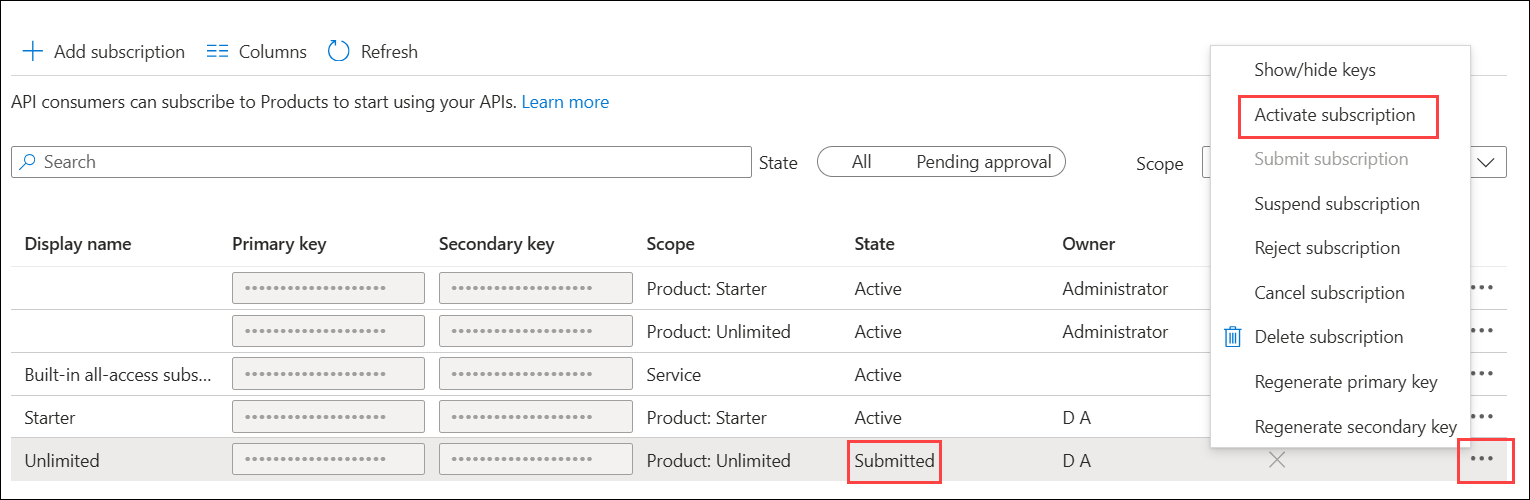 Add subscription Columns Refresh
API consumers can subscribe to Products to start using your APIs. Learn more
Search State All Pending approval Scope
Display name Primary key Secondary key Scope State Owner
•••••••••••••••••••• •••••••••••••••••••• Product: Starter Active Administrator •••
•••••••••••••••••••• •••••••••••••••••••• Product: Unlimited Active Administrator •••
Built-in all-access subs... •••••••••••••••••••• •••••••••••••••••••• Service Active •••
Starter •••••••••••••••••••• •••••••••••••••••••• Product: Starter Active D A •••
Unlimited •••••••••••••••••••• •••••••••••••••••••• Product: Unlimited Submitted D A •••
Show/hide keys
Activate subscription
Submit subscription
Suspend subscription
Reject subscription
Cancel subscription
Delete subscription
Regenerate primary key
Regenerate secondary key